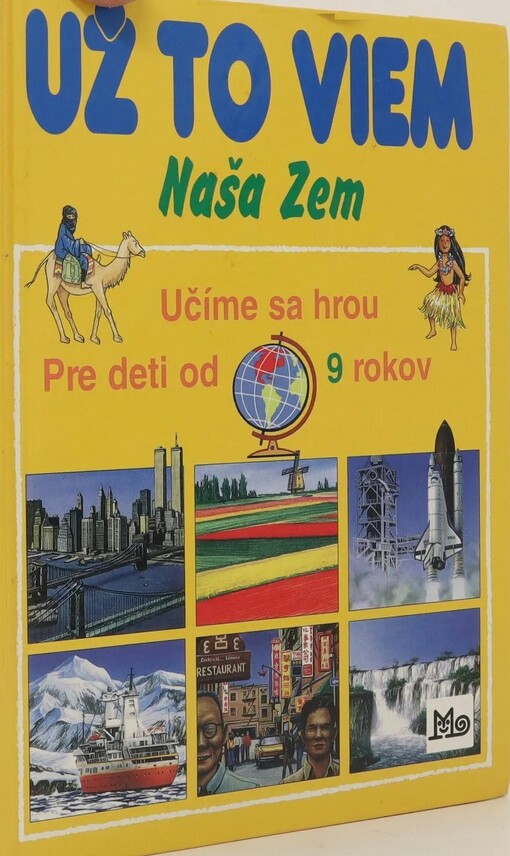 UŽ TO VIEM
Naša Zem
Učíme sa hrou
Pre deti od 9 rokov
RESTAURANT